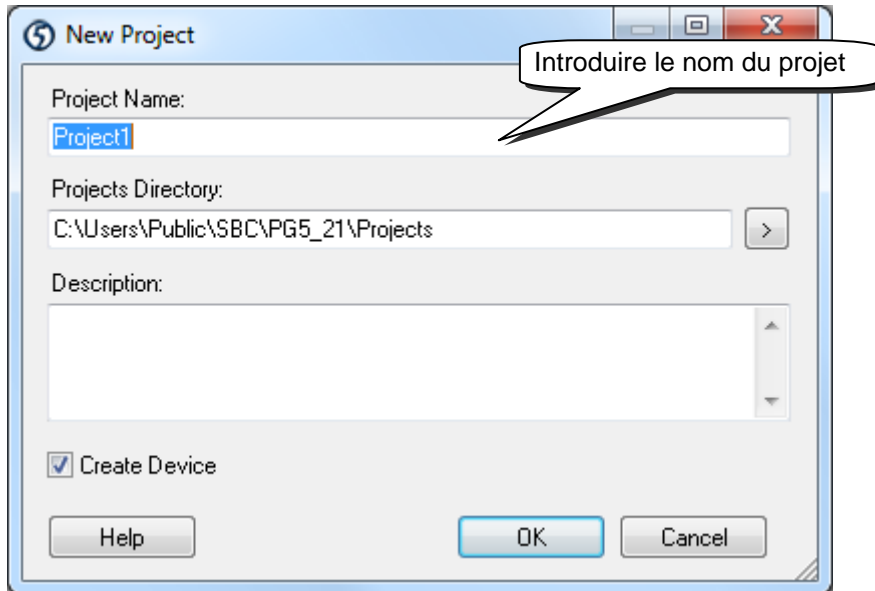 New Project
Introduire le nom du projet
Project Name:
Project1
Projects Directory:
C:\Users\Public\SBC\PG5_21\Projects
>
Description:
Create Device
Help
OK
Cancel